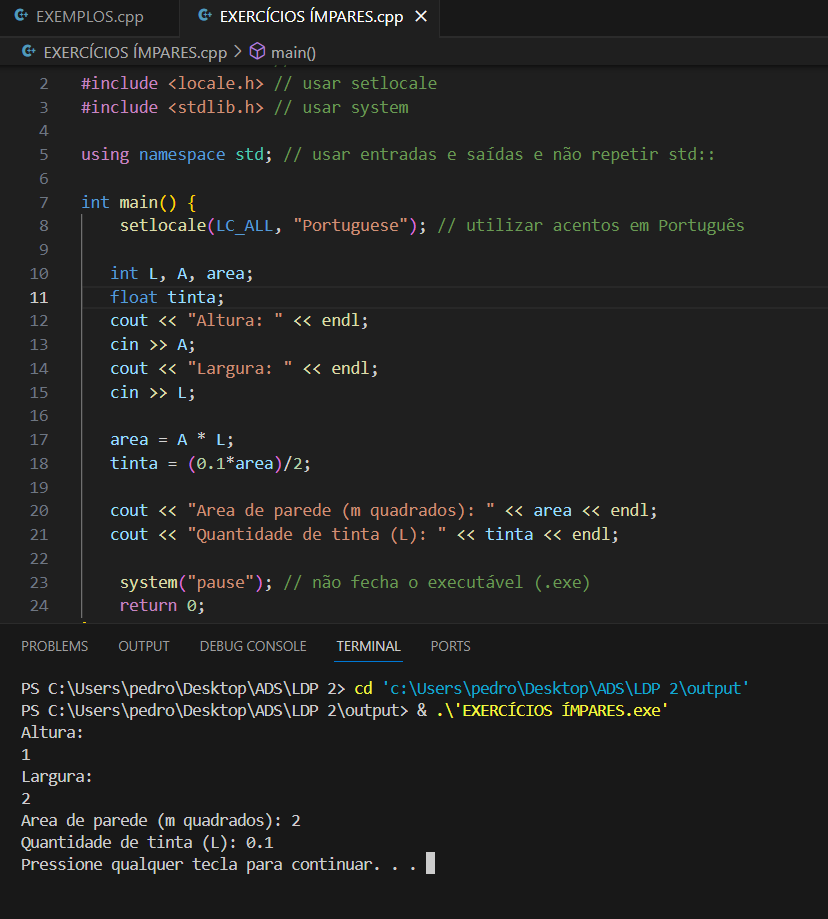 EXEMPLOS.cpp EXERCÍCIOS ÍMPARES.cpp ✕
EXERCÍCIOS ÍMPARES.cpp > main()
2 #include <locale.h> // usar setlocale
3 #include <stdlib.h> // usar system
4
5 using namespace std; // usar entradas e saídas e não repetir std::
6
7 int main() {
8 setlocale(LC_ALL, "Portuguese"); // utilizar acentos em Português
9
10 int L, A, area;
11 float tinta;
12 cout << "Altura: " << endl;
13 cin >> A;
14 cout << "Largura: " << endl;
15 cin >> L;
16
17 area = A * L;
18 tinta = (0.1*area)/2;
19
20 cout << "Area de parede (m quadrados): " << area << endl;
21 cout << "Quantidade de tinta (L): " << tinta << endl;
22
23 system("pause"); // não fecha o executável (.exe)
24 return 0;
PROBLEMS OUTPUT DEBUG CONSOLE TERMINAL PORTS
PS C:\Users\pedro\Desktop\ADS\LDP 2> cd 'c:\Users\pedro\Desktop\ADS\LDP 2\output'
PS C:\Users\pedro\Desktop\ADS\LDP 2\output> & .\'EXERCÍCIOS ÍMPARES.exe'
Altura:
1
Largura:
2
Area de parede (m quadrados): 2
Quantidade de tinta (L): 0.1
Pressione qualquer tecla para continuar. . .